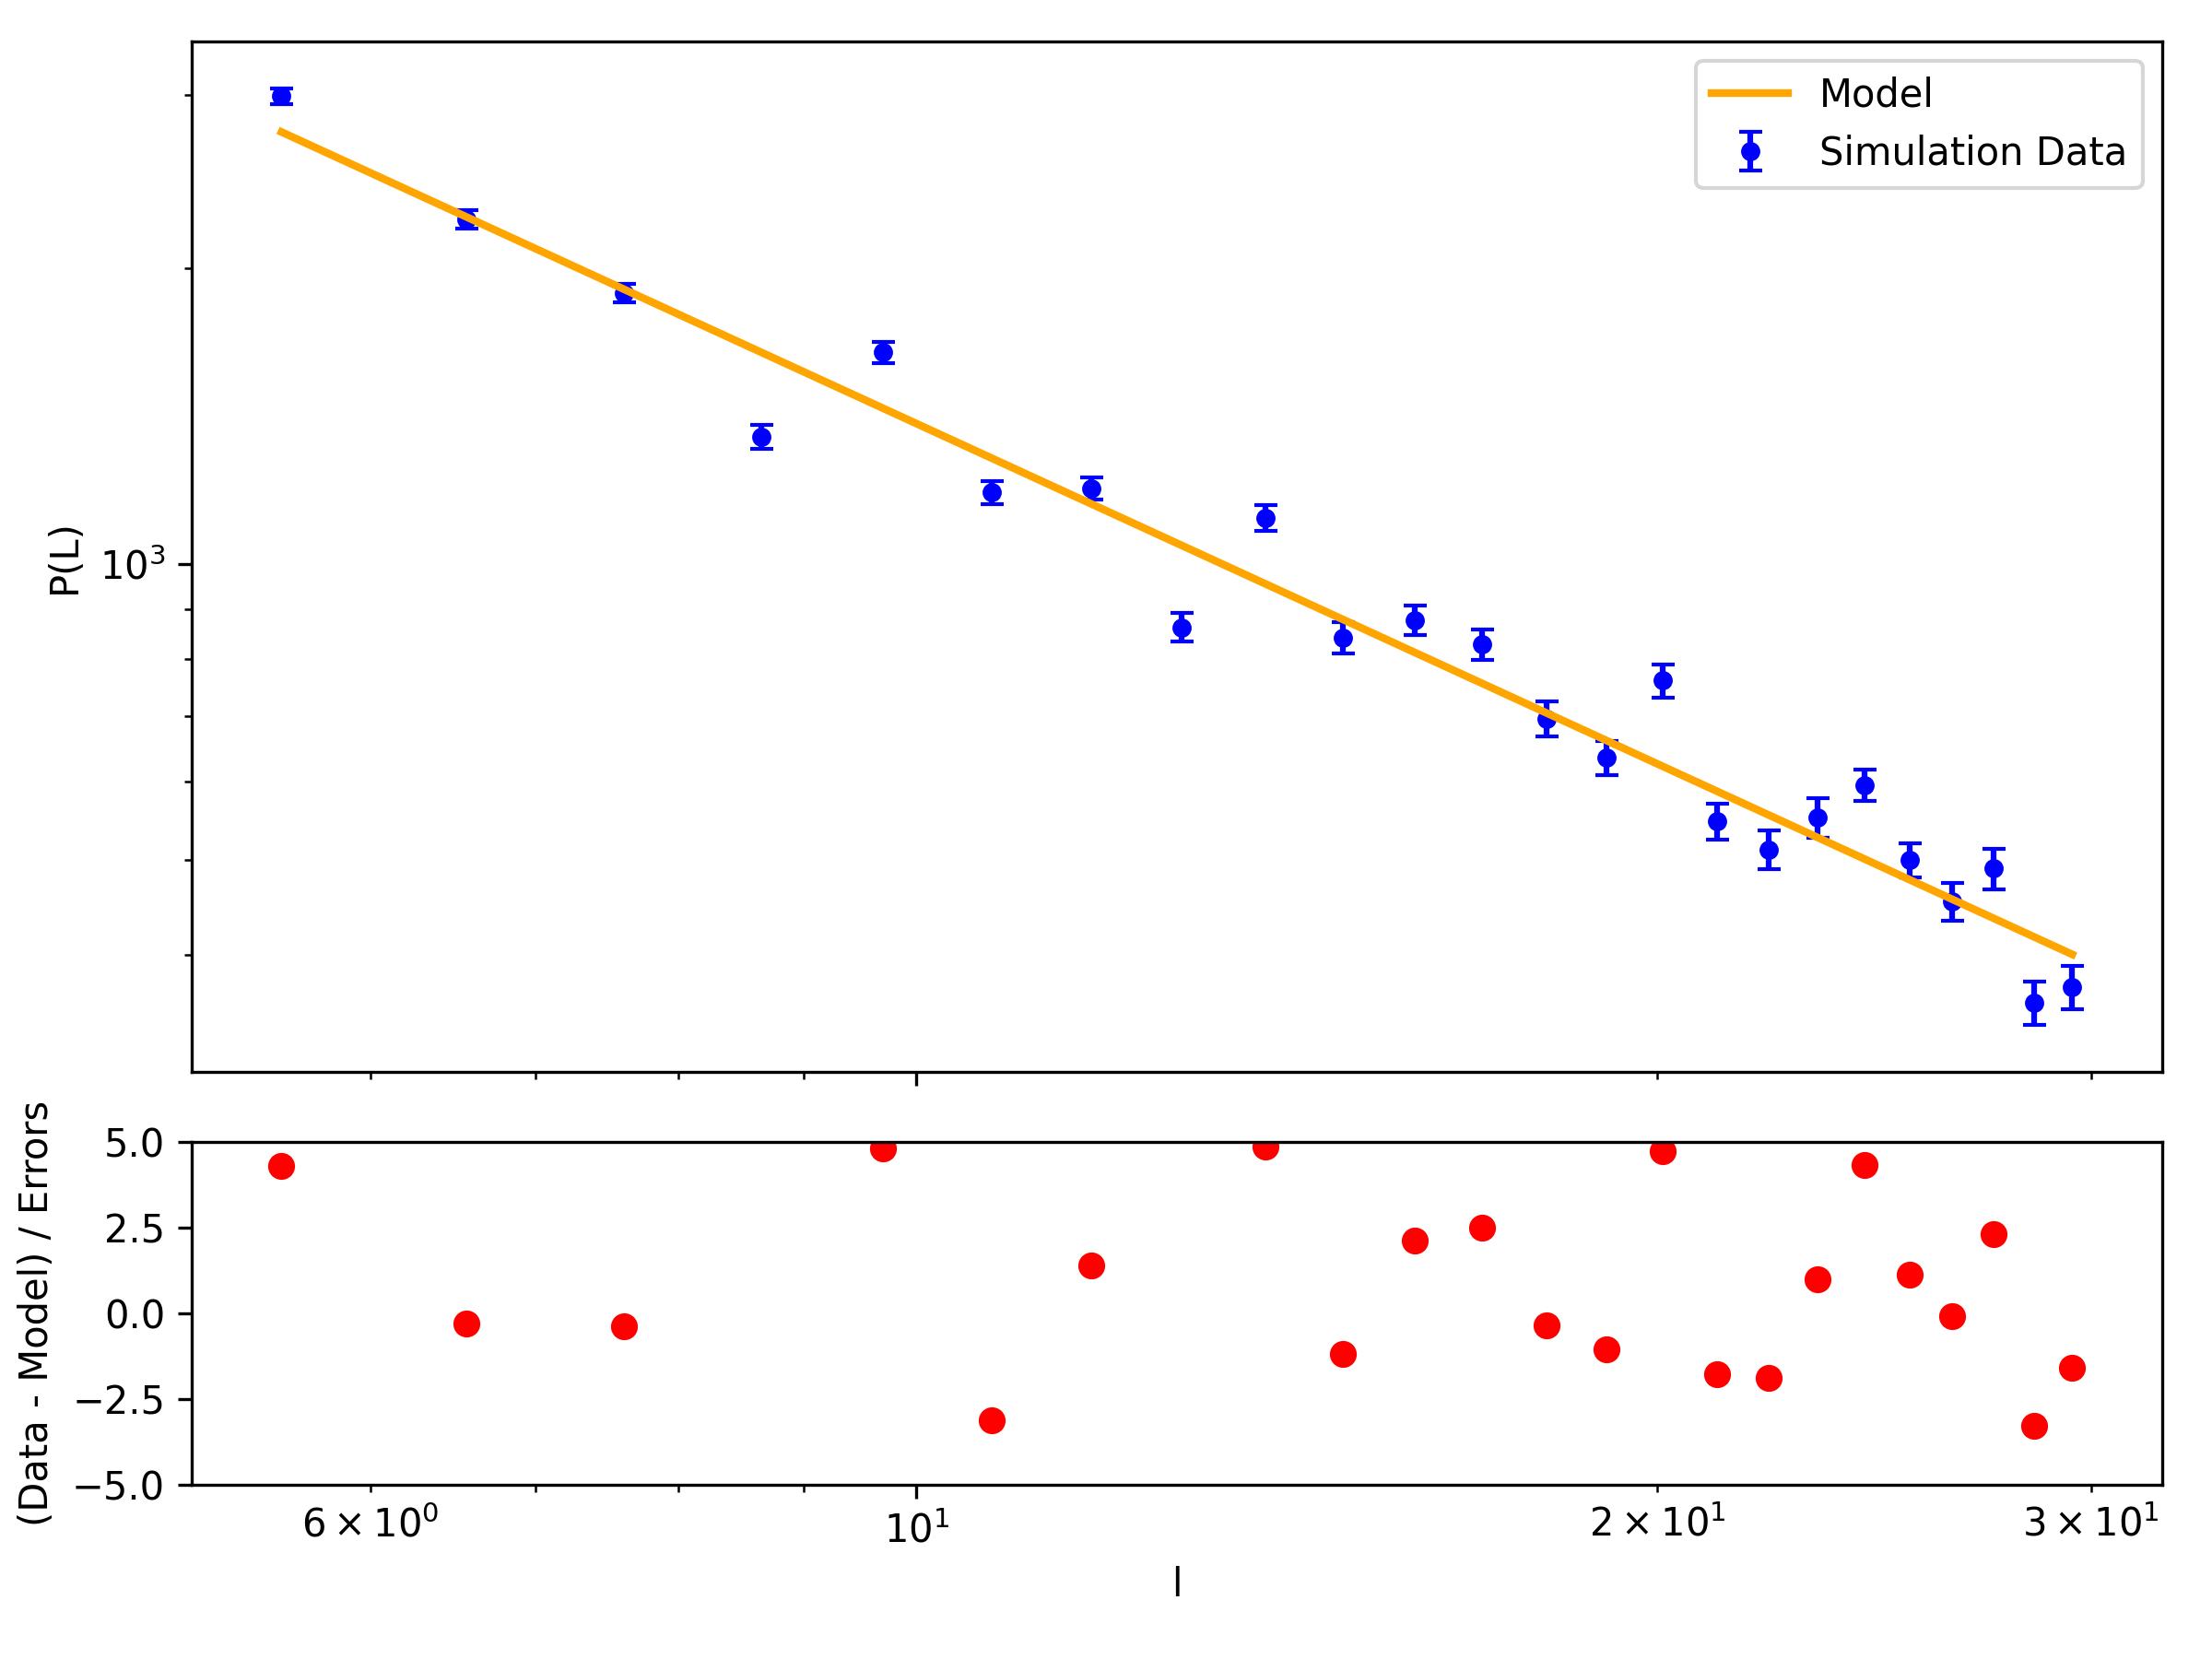 Model
Simulation Data
P(L)
10³
(Data - Model) / Errors
5.0
2.5
0.0
−2.5
−5.0
6 × 10⁰
10¹
2 × 10¹
3 × 10¹
l